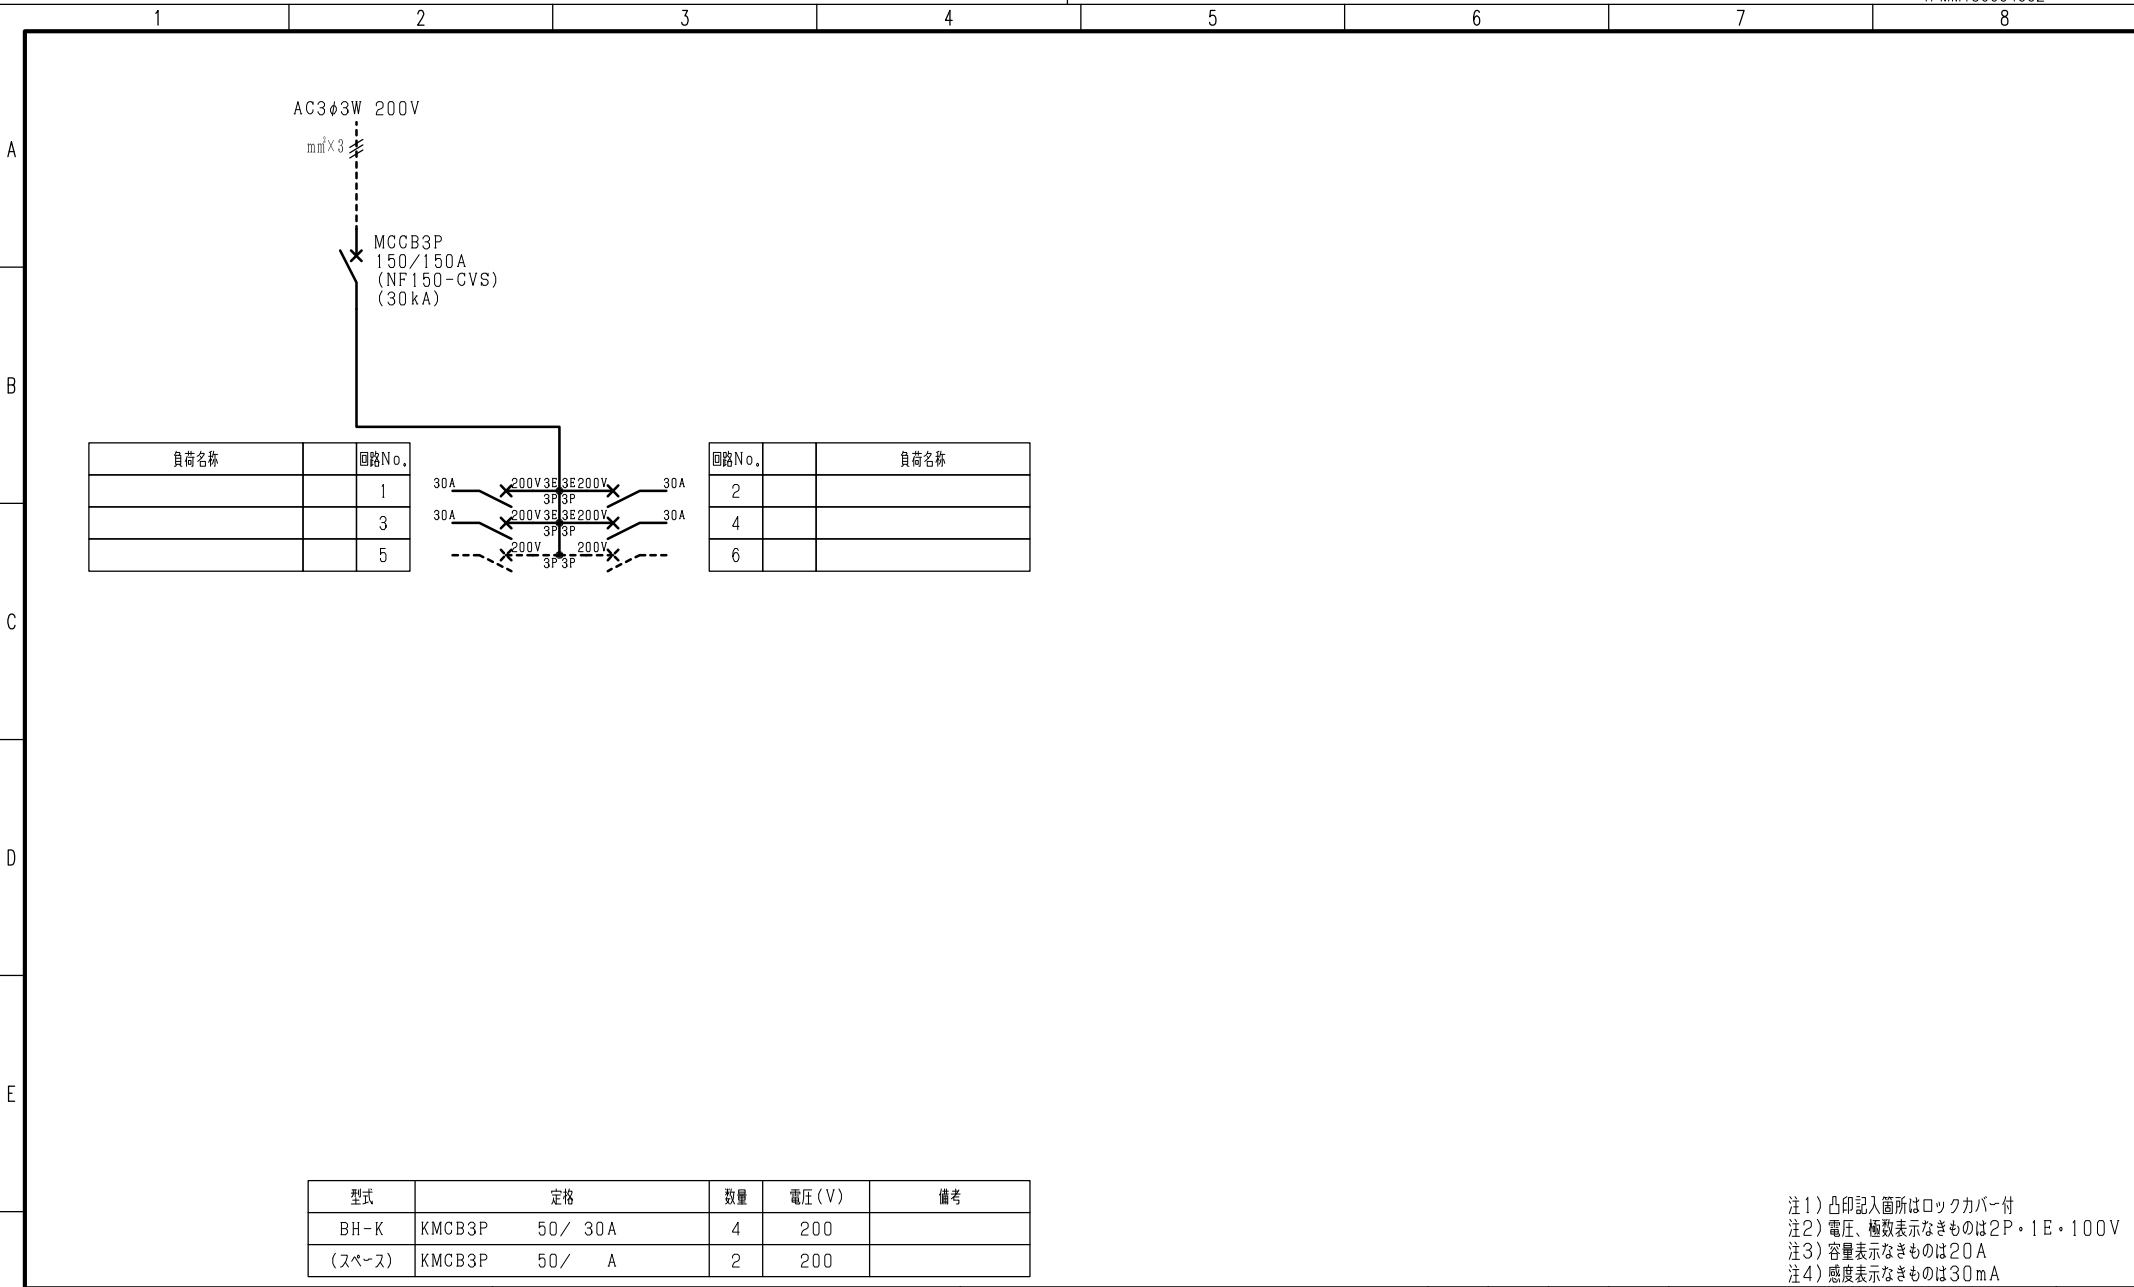 1 2 3 4 5 6 7 8
AC3φ3W 200V
A
mm²×3
MCCB3P
150/150A
(NF150-CVS)
(30kA)
B
負荷名称 回路No. 回路No. 負荷名称
1 30A 200V 3E 3E 200V 30A 2
3P 3P
3 30A 200V 3E 3E 200V 30A 4
3P 3P
5 200V 200V 6
3P 3P
C
D
E
型式 定格 数量 電圧(V) 備考
BH-K KMCB3P 50/ 30A 4 200
(スペース) KMCB3P 50/ A 2 200
注1)凸印記入箇所はロックカバー付
注2)電圧、極数表示なきものは2P・1E・100V
注3)容量表示なきものは20A
注4)感度表示なきものは30mA